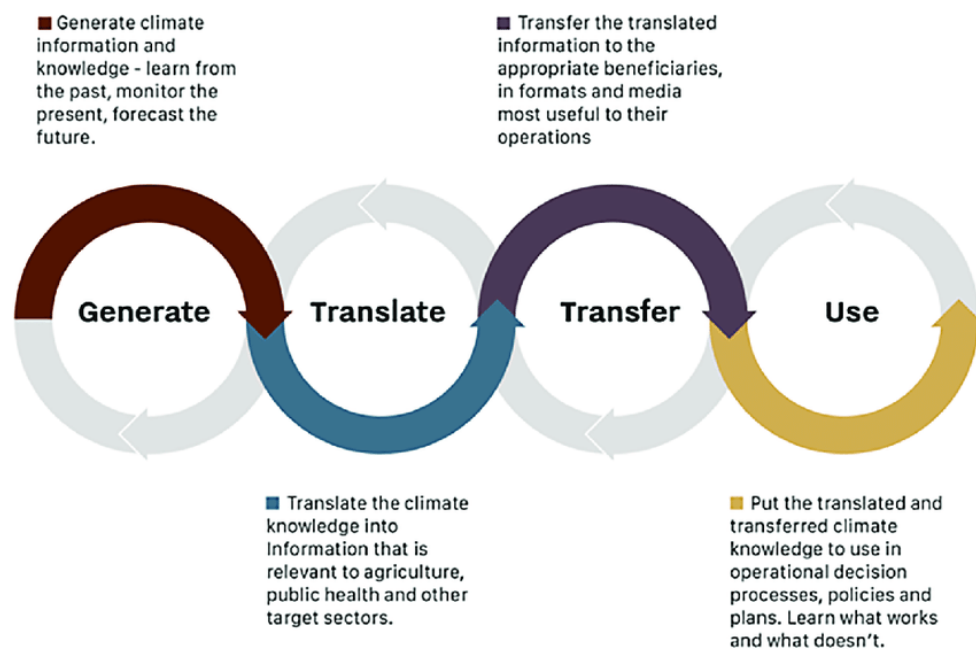 Generate climate
information and
knowledge - learn from
the past, monitor the
present, forecast the
future.
Transfer the translated
information to the
appropriate beneficiaries,
in formats and media
most useful to their
operations
Generate
Translate
Transfer
Use
Translate the climate
knowledge into
Information that is
relevant to agriculture,
public health and other
target sectors.
Put the translated and
transferred climate
knowledge to use in
operational decision
processes, policies and
plans. Learn what works
and what doesn't.